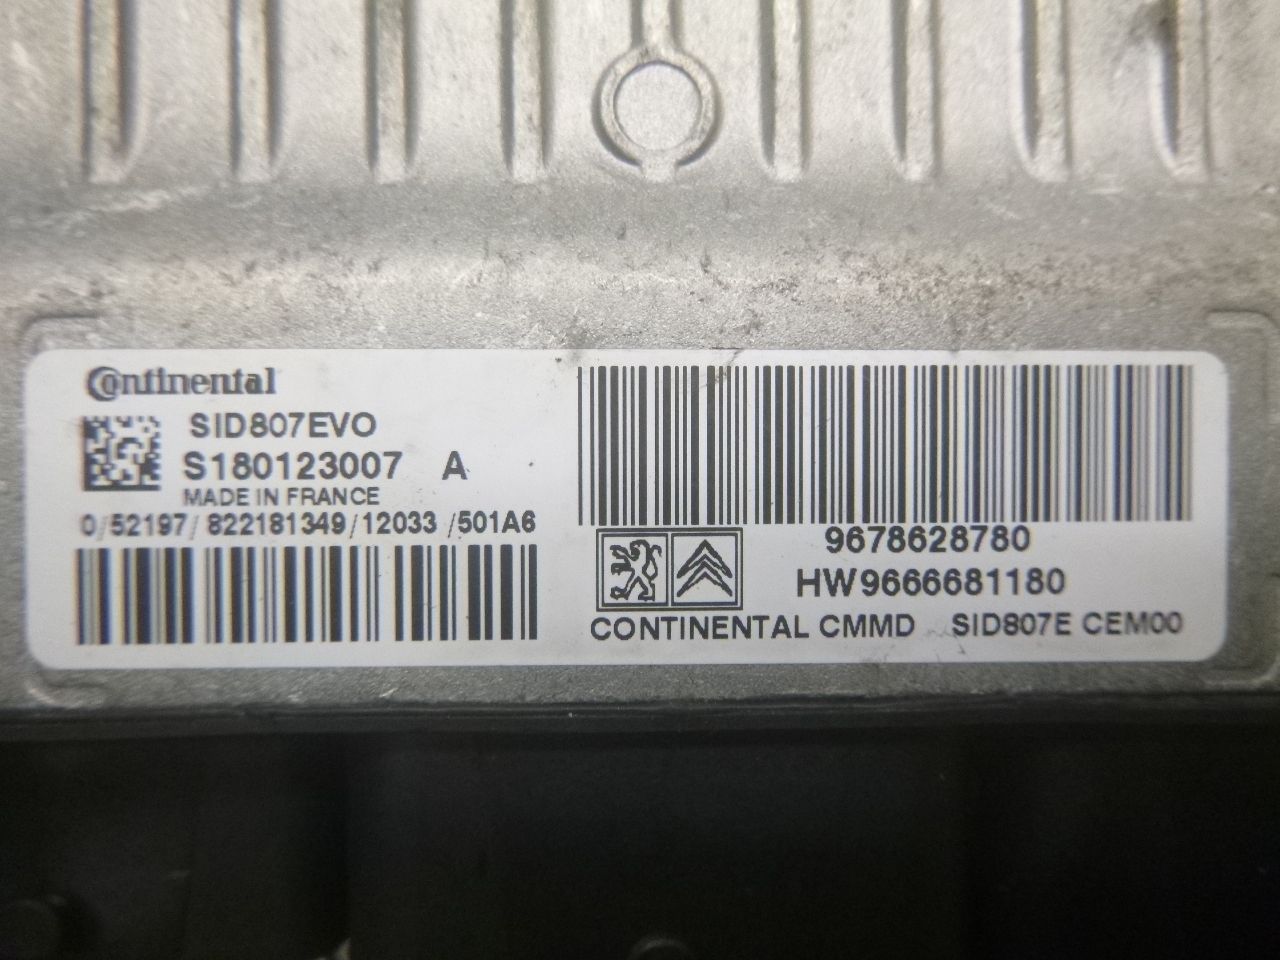 Continental
SID807EVO
S180123007 A
MADE IN FRANCE
0/52197/822181349/12033/501A6
9678628780
HW9666681180
CONTINENTAL CMMD SID807E CEM00